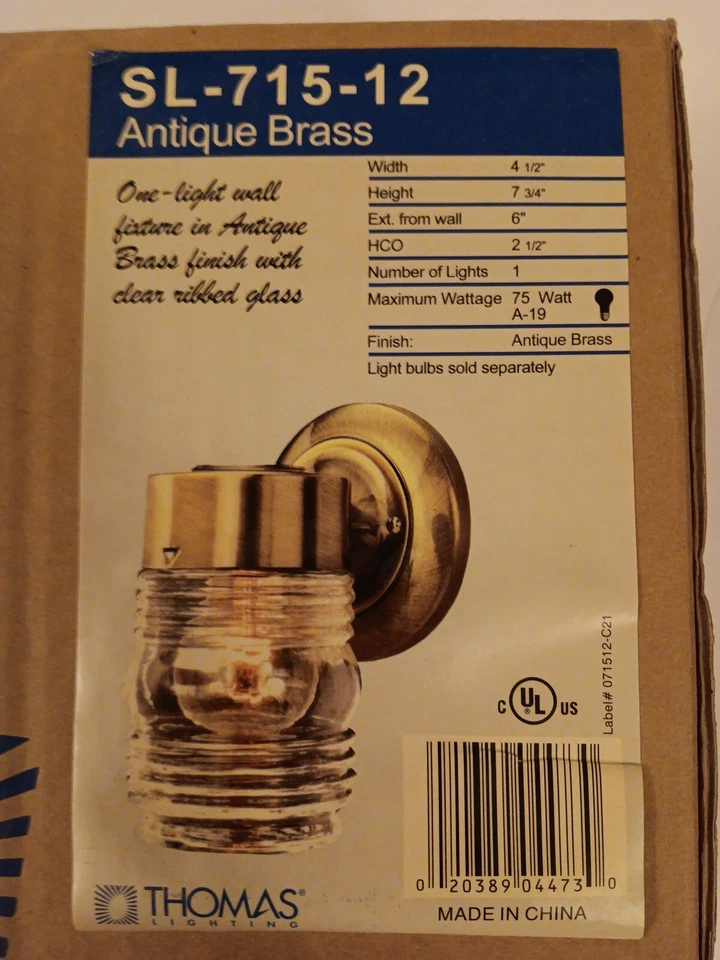 SL-715-12
Antique Brass
One-light wall
fixture in Antique
Brass finish with
clear ribbed glass
Width 4 1/2"
Height 7 3/4"
Ext. from wall 6"
HCO 2 1/2"
Number of Lights 1
Maximum Wattage 75 Watt
A-19
Finish: Antique Brass
Light bulbs sold separately
C UL® US
Label# 071512-C21
0 20389 04473 0
THOMAS®
LIGHTING
MADE IN CHINA